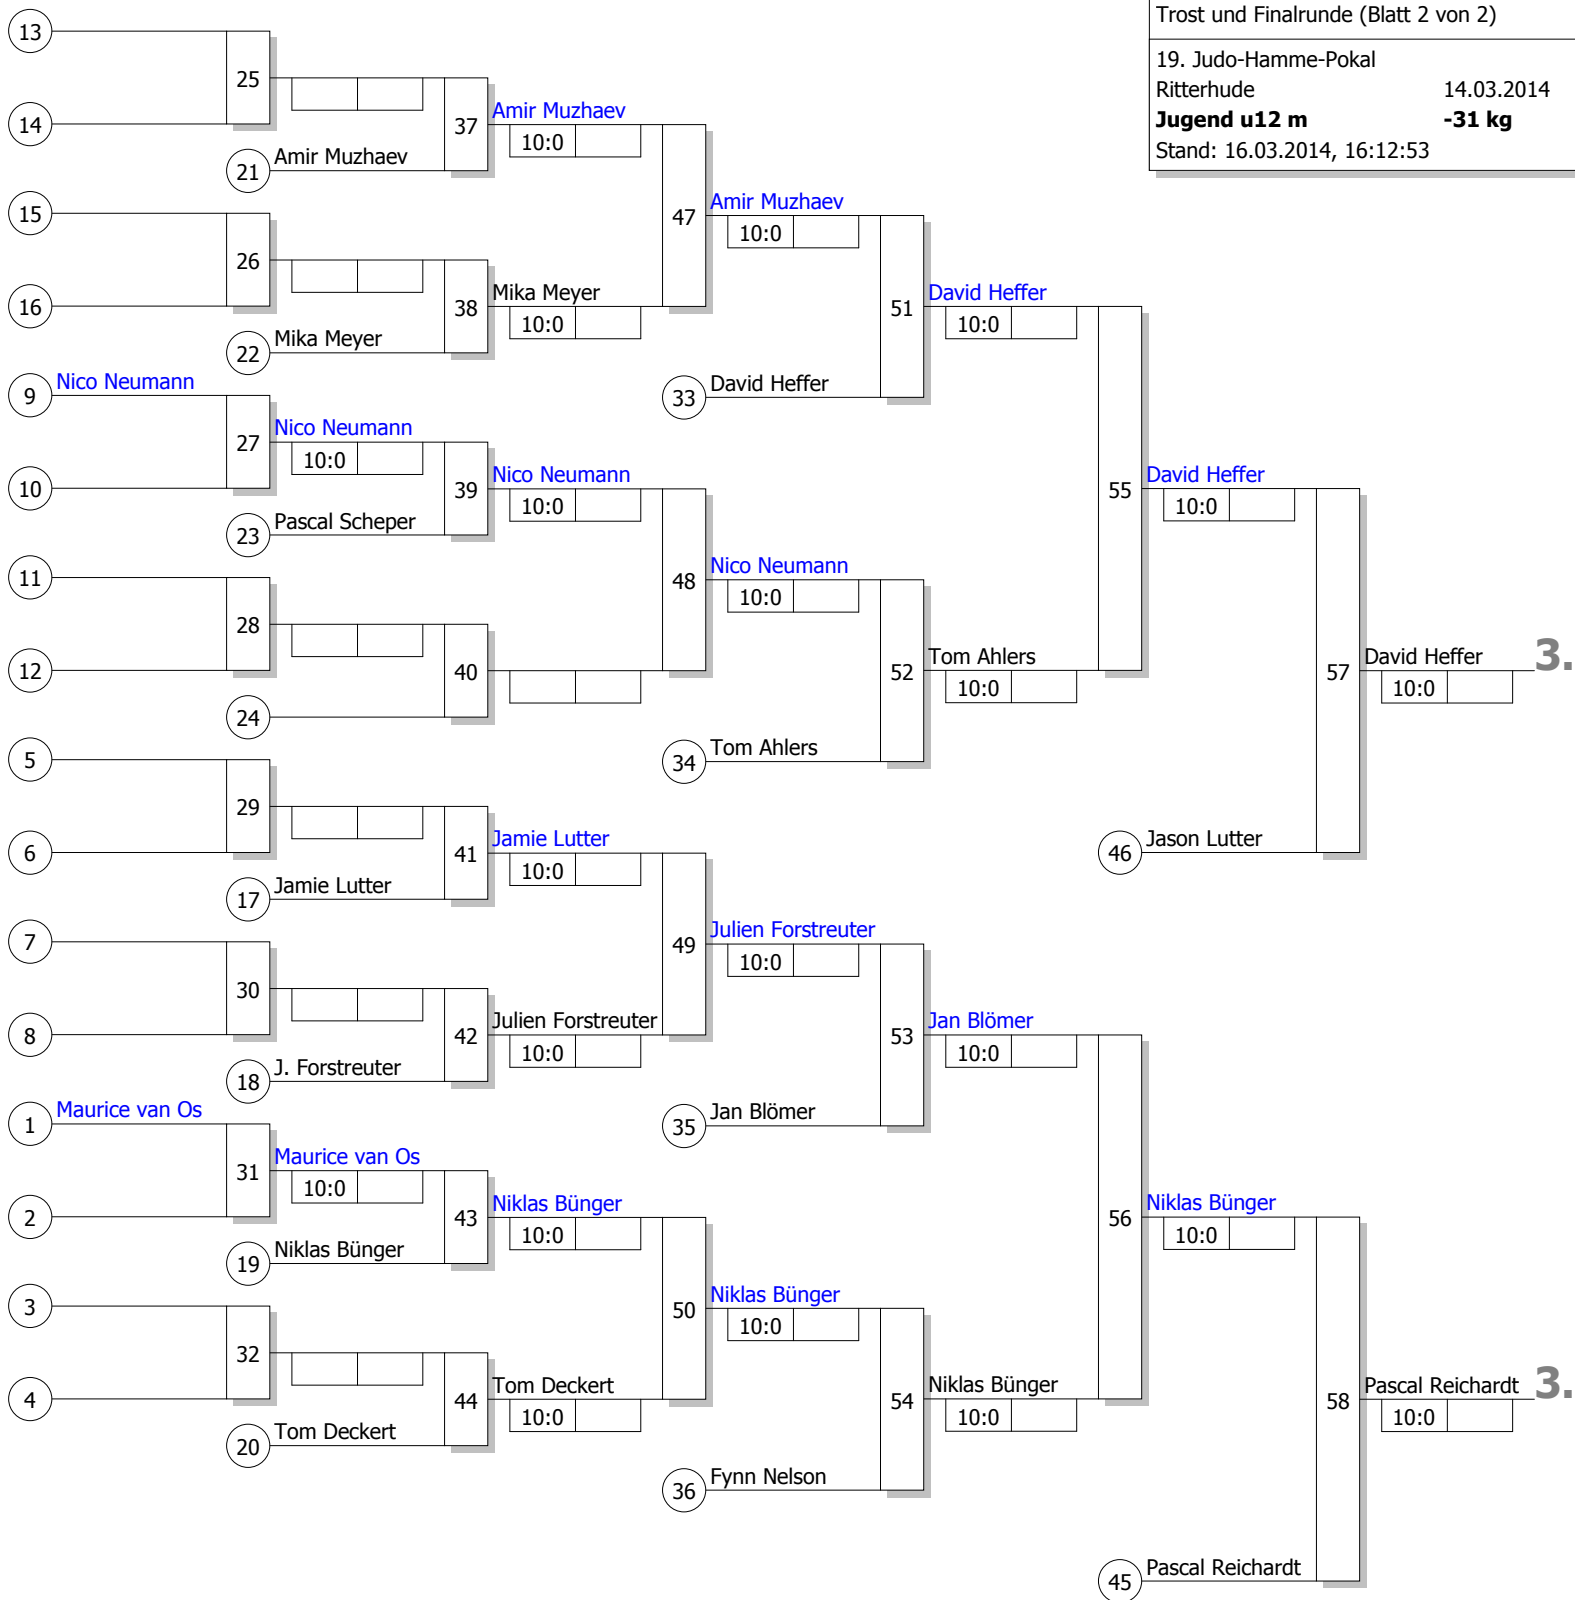 Trost und Finalrunde (Blatt 2 von 2)
19. Judo-Hamme-Pokal
Ritterhude 14.03.2014
Jugend u12 m -31 kg
Stand: 16.03.2014, 16:12:53
13
25
14
37
Amir Muzhaev
10:0
21
Amir Muzhaev
15
47
Amir Muzhaev
10:0
26
16
38
Mika Meyer
10:0
22
Mika Meyer
51
David Heffer
10:0
9
Nico Neumann
33
David Heffer
27
Nico Neumann
10:0
10
39
Nico Neumann
10:0
23
Pascal Scheper
55
David Heffer
10:0
11
48
Nico Neumann
10:0
28
12
40
24
52
Tom Ahlers
10:0
57
David Heffer
3.
10:0
5
34
Tom Ahlers
29
6
41
Jamie Lutter
10:0
46
Jason Lutter
17
Jamie Lutter
7
49
Julien Forstreuter
10:0
30
8
42
Julien Forstreuter
10:0
18
J. Forstreuter
53
Jan Blömer
10:0
1
Maurice van Os
35
Jan Blömer
31
Maurice van Os
10:0
2
43
Niklas Bünger
10:0
19
Niklas Bünger
56
Niklas Bünger
10:0
3
50
Niklas Bünger
10:0
32
4
44
Tom Deckert
10:0
20
Tom Deckert
54
Niklas Bünger
10:0
58
Pascal Reichardt
3.
10:0
36
Fynn Nelson
45
Pascal Reichardt